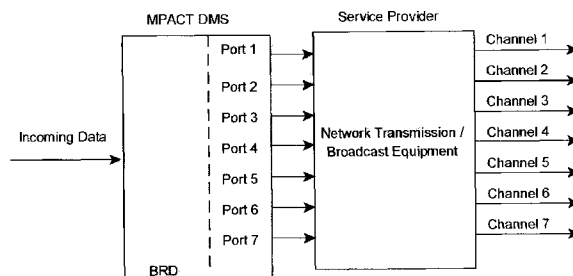 MPACT DMS
Service Provider
Port 1
Channel 1
Port 2
Channel 2
Port 3
Channel 3
Incoming Data
Port 4
Network Transmission /
Broadcast Equipment
Channel 4
Port 5
Channel 5
Port 6
Channel 6
Port 7
Channel 7
BRD